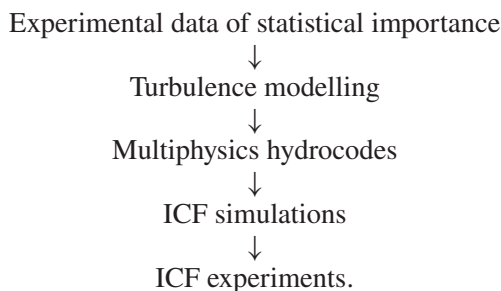 Experimental data of statistical importance
↓
Turbulence modelling
↓
Multiphysics hydrocodes
↓
ICF simulations
↓
ICF experiments.